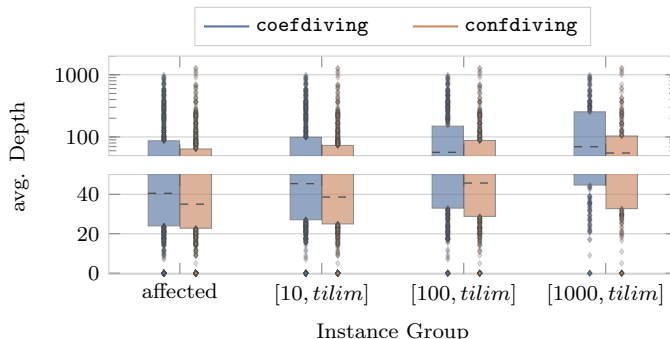 coefdiving confdiving
1000
100
40
20
0
avg. Depth
affected [10, tilim] [100, tilim] [1000, tilim]
Instance Group